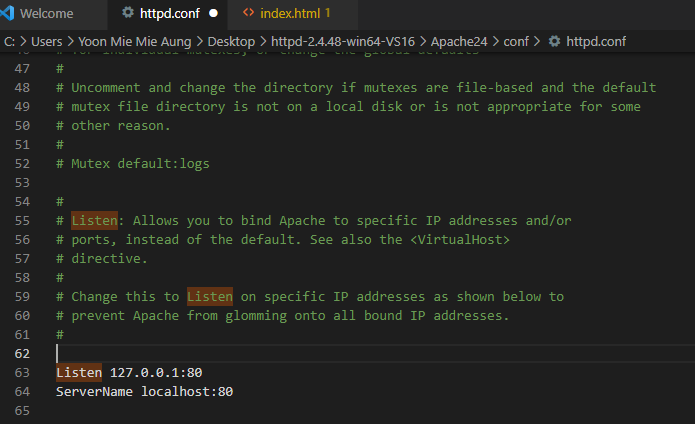 Welcome
httpd.conf
index.html 1
C: > Users > Yoon Mie Mie Aung > Desktop > httpd-2.4.48-win64-VS16 > Apache24 > conf > httpd.conf
47 #
48 # Uncomment and change the directory if mutexes are file-based and the default
49 # mutex file directory is not on a local disk or is not appropriate for some
50 # other reason.
51 #
52 # Mutex default:logs
53
54 #
55 # Listen: Allows you to bind Apache to specific IP addresses and/or
56 # ports, instead of the default. See also the <VirtualHost>
57 # directive.
58 #
59 # Change this to Listen on specific IP addresses as shown below to
60 # prevent Apache from glomming onto all bound IP addresses.
61 #
62
63 Listen 127.0.0.1:80
64 ServerName localhost:80
65